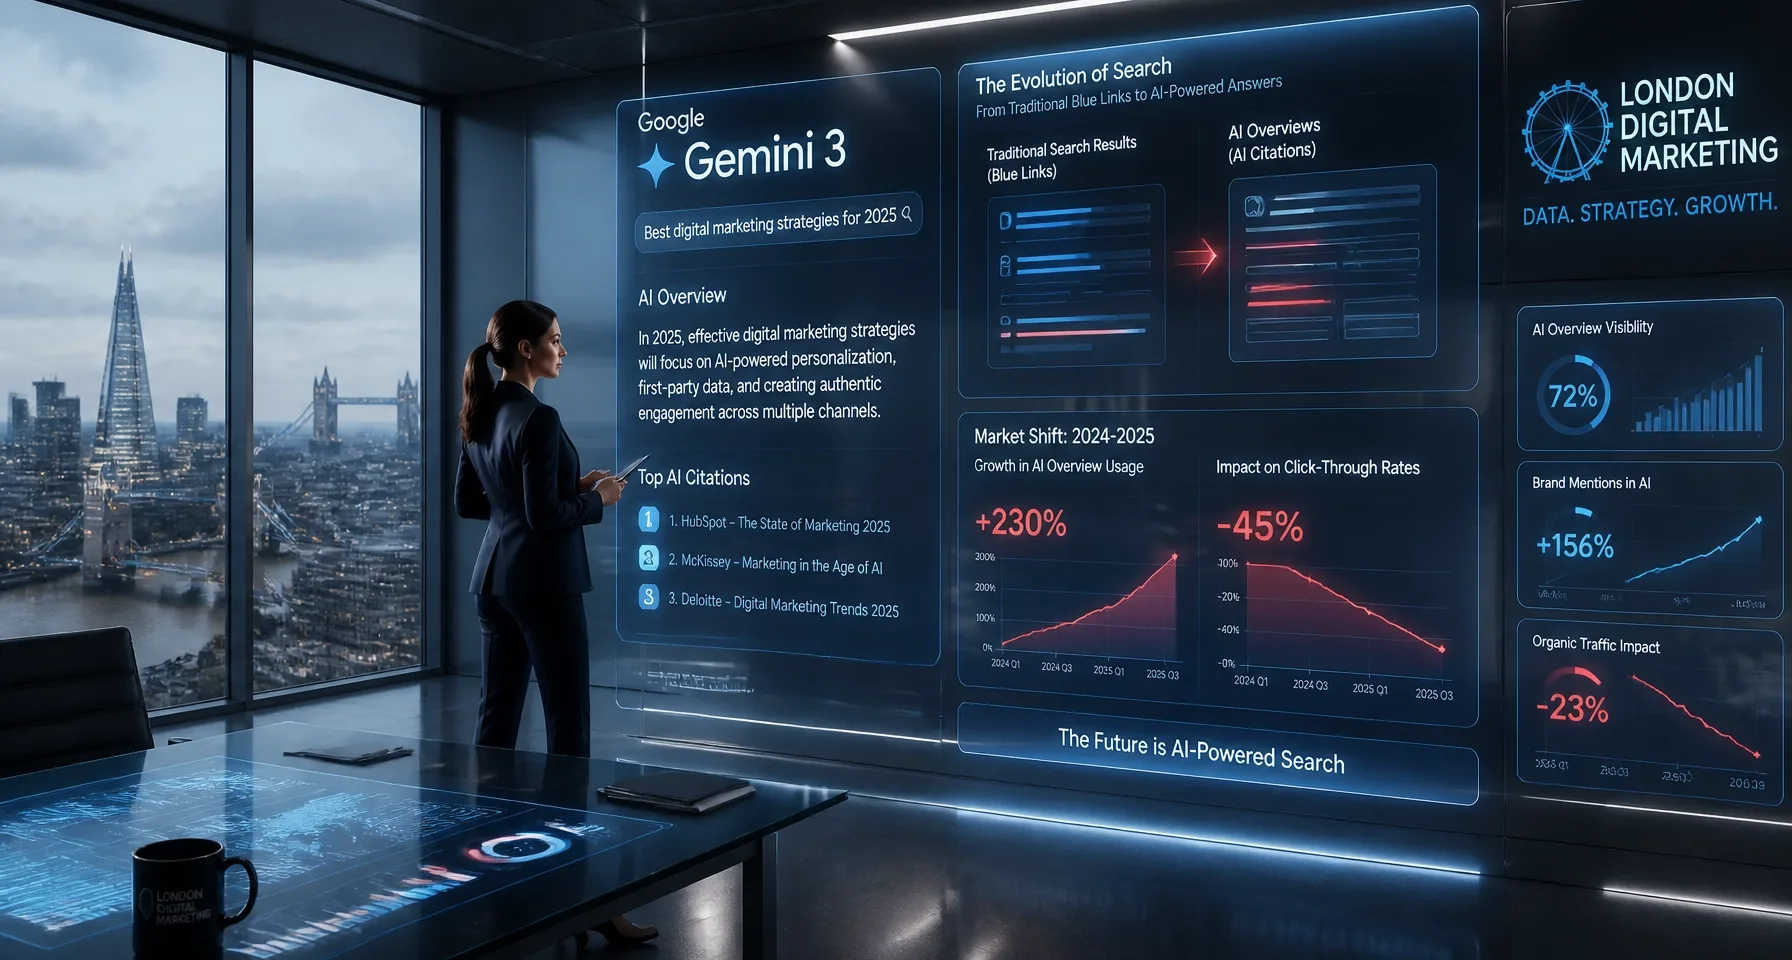 Google
Gemini 3
Best digital marketing strategies for 2025
AI Overview
In 2025, effective digital marketing strategies
will focus on AI-powered personalization,
first-party data, and creating authentic
engagement across multiple channels.
Top AI Citations
1
1. HubSpot – The State of Marketing 2025
2
2. McKissey – Marketing in the Age of AI
3
3. Deloitte – Digital Marketing Trends 2025
The Evolution of Search
From Traditional Blue Links to AI-Powered Answers
Traditional Search Results
(Blue Links)
AI Overviews
(AI Citations)
Market Shift: 2024-2025
Growth in AI Overview Usage
+230%
300%
200%
100%
0%
2024 Q1
2024 Q3
2035 Q1
2025 Q3
Impact on Click-Through Rates
-45%
-20%
-40%
-0%
2024 Q1
2024 Q3
2025 Q1
2025 Q3
The Future is AI-Powered Search
LONDON
DIGITAL
MARKETING
DATA. STRATEGY. GROWTH.
AI Overview Visibility
72%
Brand Mentions in AI
+156%
Organic Traffic Impact
-23%
LONDON
DIGITAL
MARKETING